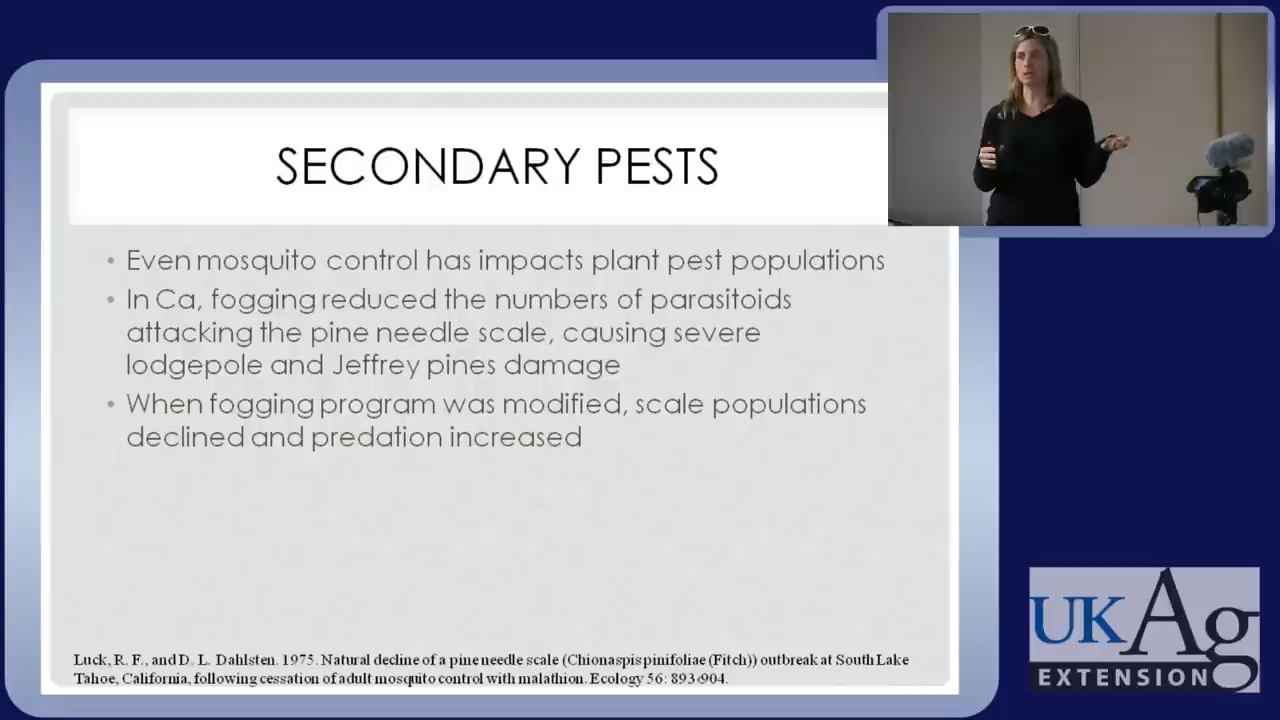 SECONDARY PESTS
• Even mosquito control has impacts plant pest populations
• In Ca, fogging reduced the numbers of parasitoids
attacking the pine needle scale, causing severe
lodgepole and Jeffrey pines damage
• When fogging program was modified, scale populations
declined and predation increased
Luck, R. F., and D. L. Dahlsten. 1975. Natural decline of a pine needle scale (Chionaspis pinifoliae (Fitch)) outbreak at South Lake
Tahoe, California, following cessation of adult mosquito control with malathion. Ecology 56: 893-904.
UKAg
EXTENSION